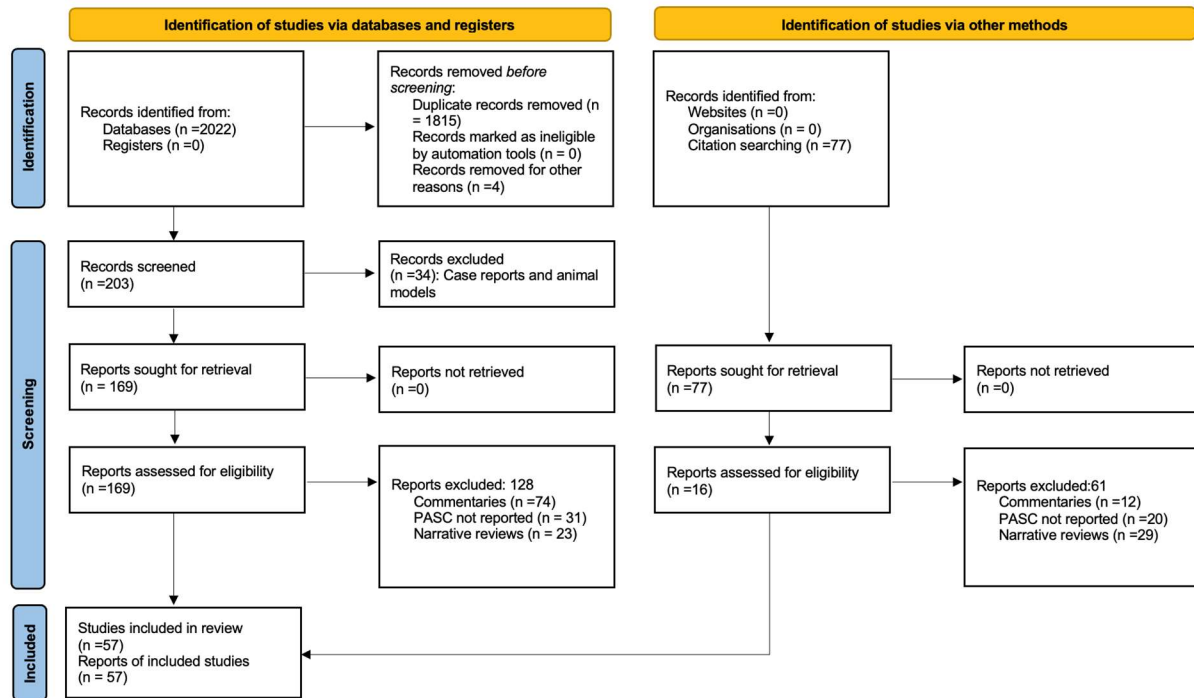 Identification of studies via databases and registers
Identification of studies via other methods
Identification
Records identified from:
Databases (n =2022)
Registers (n =0)
Records removed before
screening:
Duplicate records removed (n
= 1815)
Records marked as ineligible
by automation tools (n = 0)
Records removed for other
reasons (n =4)
Records identified from:
Websites (n =0)
Organisations (n = 0)
Citation searching (n =77)
Screening
Records screened
(n =203)
Records excluded
(n =34): Case reports and animal
models
Reports sought for retrieval
(n = 169)
Reports not retrieved
(n =0)
Reports sought for retrieval
(n =77)
Reports not retrieved
(n =0)
Reports assessed for eligibility
(n =169)
Reports excluded: 128
Commentaries (n =74)
PASC not reported (n = 31)
Narrative reviews (n = 23)
Reports assessed for eligibility
(n =16)
Reports excluded:61
Commentaries (n =12)
PASC not reported (n =20)
Narrative reviews (n =29)
Included
Studies included in review
(n =57)
Reports of included studies
(n = 57)